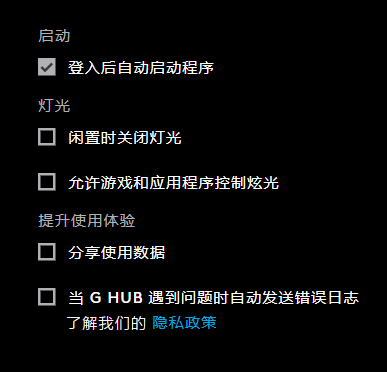 启动
登入后自动启动程序
灯光
闲置时关闭灯光
允许游戏和应用程序控制炫光
提升使用体验
分享使用数据
当 G HUB 遇到问题时自动发送错误日志
了解我们的 隐私政策